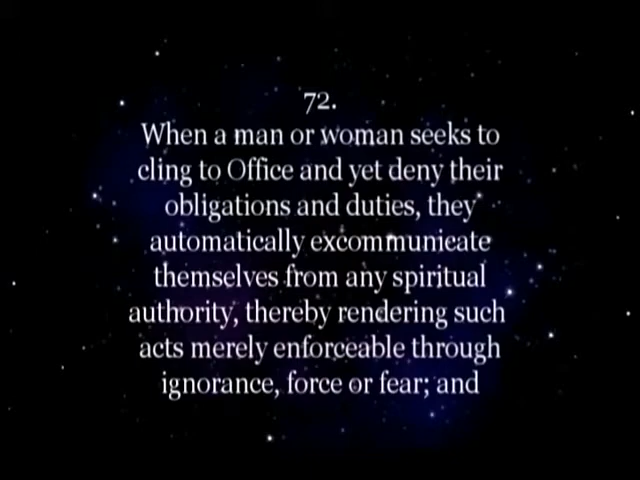 72.
When a man or woman seeks to
cling to Office and yet deny their
obligations and duties, they
automatically excommunicate
themselves from any spiritual
authority, thereby rendering such
acts merely enforceable through
ignorance, force or fear; and